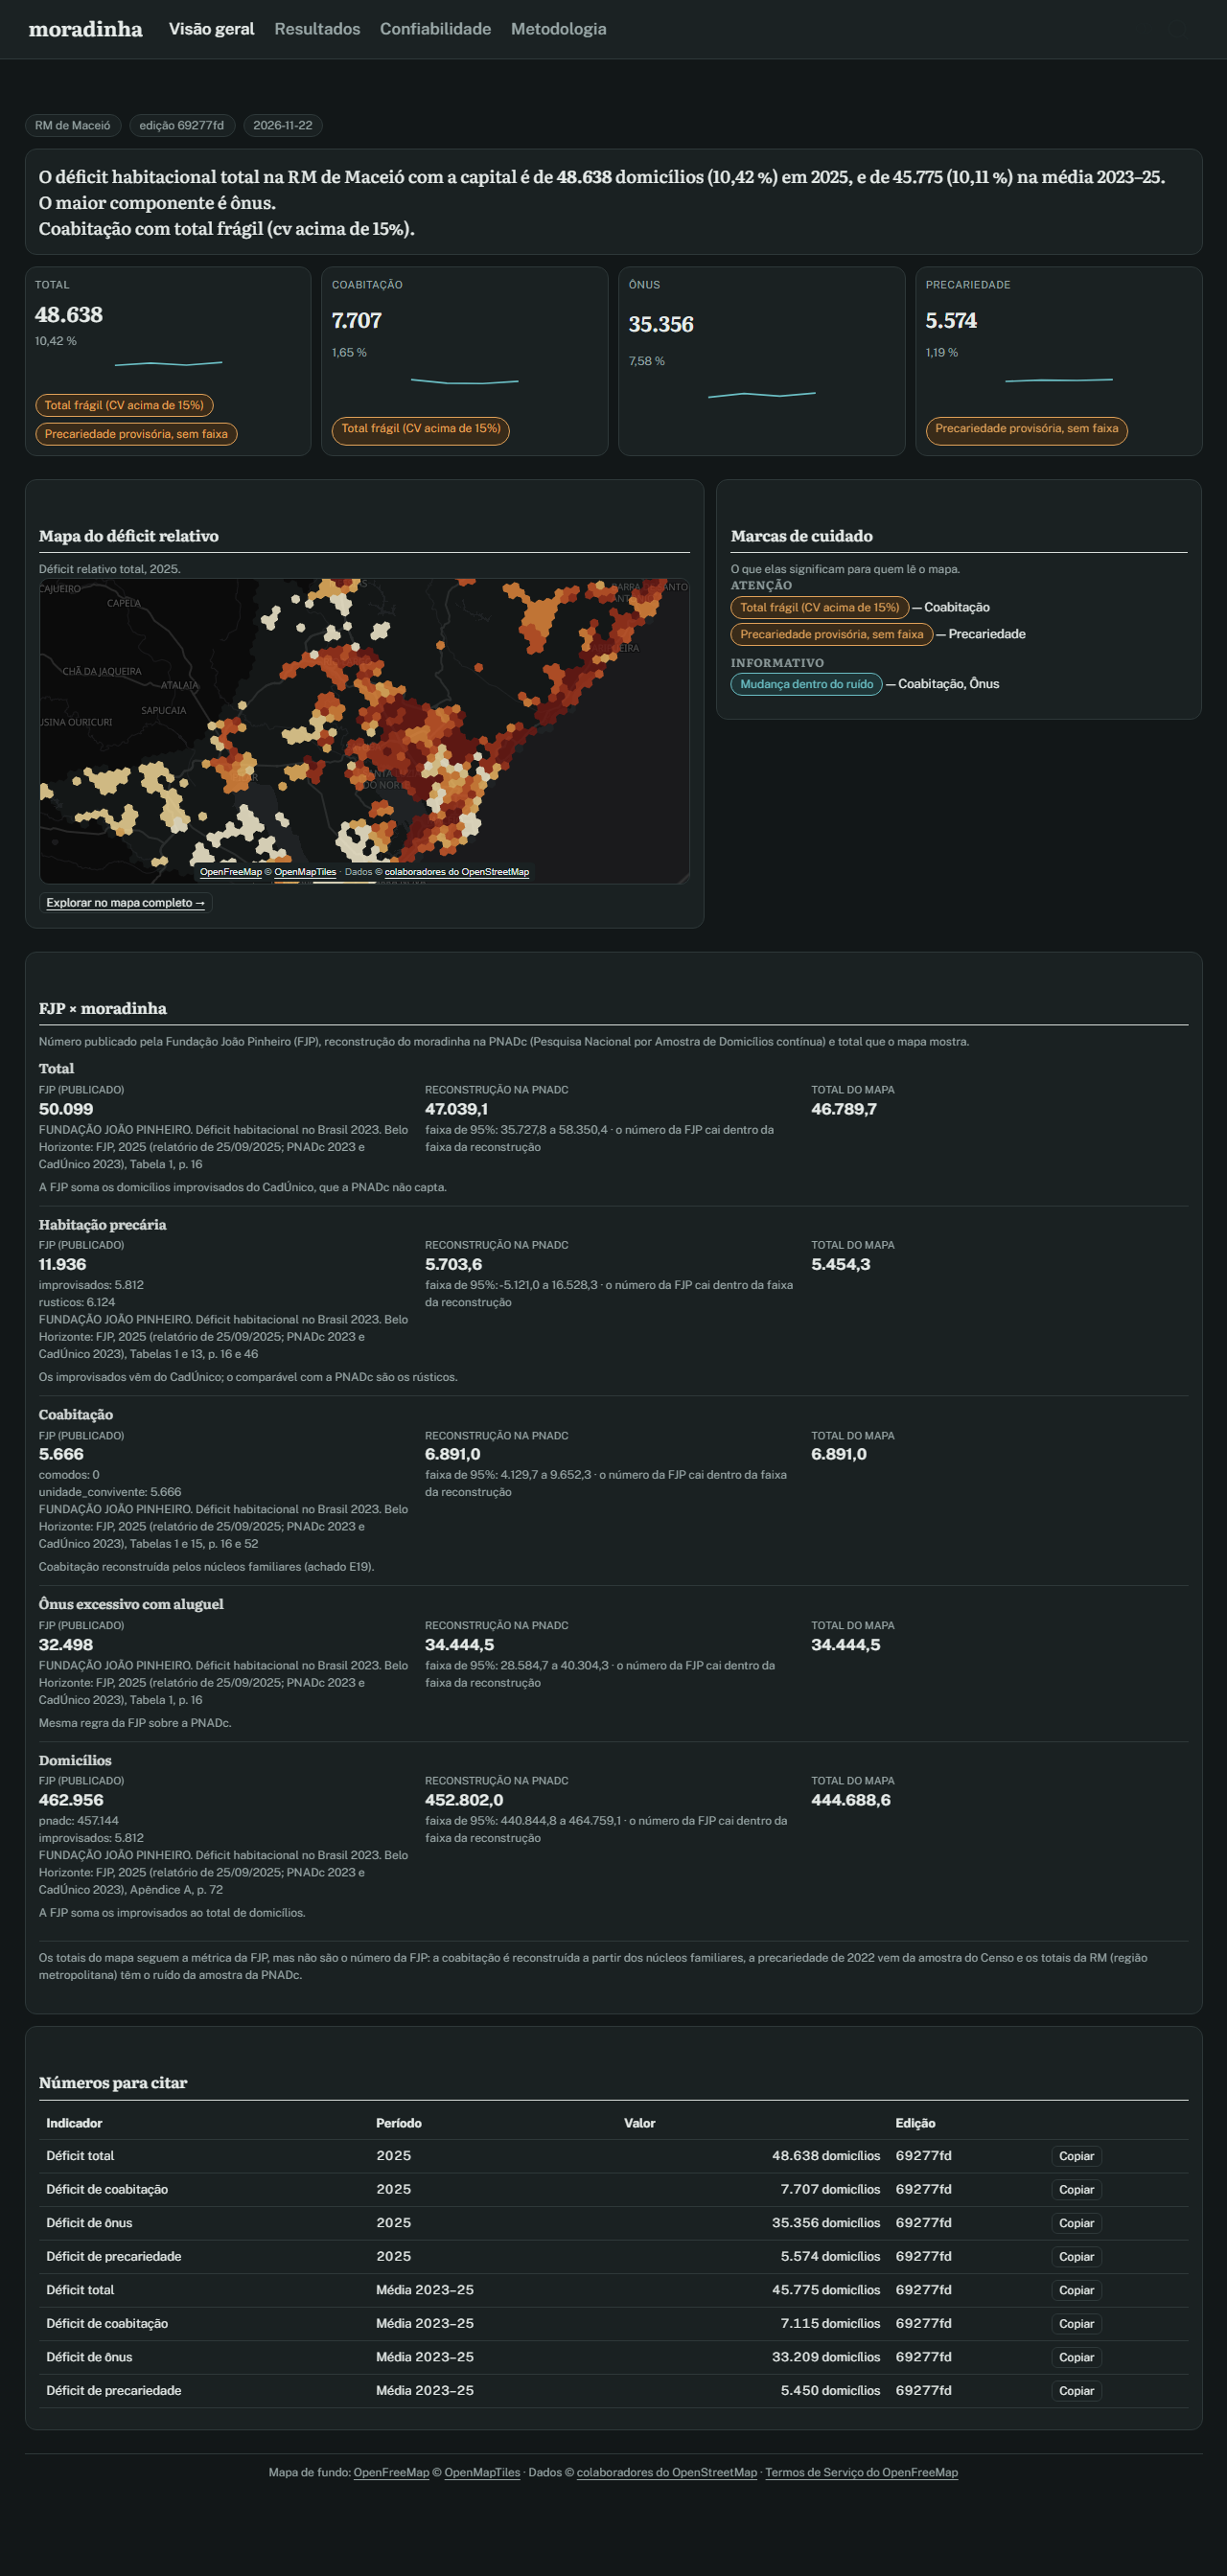 moradinha
Visão geral
Resultados
Confiabilidade
Metodologia
RM de Maceió
edição 69277fd
2026-11-22
O déficit habitacional total na RM de Maceió com a capital é de 48.638 domicílios (10,42 %) em 2025, e de 45.775 (10,11 %) na média 2023–25.
O maior componente é ônus.
Coabitação com total frágil (cv acima de 15%).
TOTAL
48.638
10,42 %
Total frágil (CV acima de 15%)
Precariedade provisória, sem faixa
COABITAÇÃO
7.707
1,65 %
Total frágil (CV acima de 15%)
ÔNUS
35.356
7,58 %
PRECARIEDADE
5.574
1,19 %
Precariedade provisória, sem faixa
Mapa do déficit relativo
Déficit relativo total, 2025.
CAJUEIRO
CAPELA
CHÃ DA JAQUEIRA
ATALAIA
SAPUCAIA
USINA OURICURI
OpenFreeMap © OpenMapTiles · Dados © colaboradores do OpenStreetMap
Explorar no mapa completo →
Marcas de cuidado
O que elas significam para quem lê o mapa.
ATENÇÃO
Total frágil (CV acima de 15%) — Coabitação
Precariedade provisória, sem faixa — Precariedade
INFORMATIVO
Mudança dentro do ruído — Coabitação, Ônus
FJP × moradinha
Número publicado pela Fundação João Pinheiro (FJP), reconstrução do moradinha na PNADc (Pesquisa Nacional por Amostra de Domicílios contínua) e total que o mapa mostra.
Total
FJP (PUBLICADO)
50.099
FUNDAÇÃO JOÃO PINHEIRO. Déficit habitacional no Brasil 2023. Belo
Horizonte: FJP, 2025 (relatório de 25/09/2025; PNADc 2023 e
CadÚnico 2023), Tabela 1, p. 16
RECONSTRUÇÃO NA PNADC
47.039,1
faixa de 95%: 35.727,8 a 58.350,4 · o número da FJP cai dentro da
faixa da reconstrução
TOTAL DO MAPA
46.789,7
A FJP soma os domicílios improvisados do CadÚnico, que a PNADc não capta.
Habitação precária
FJP (PUBLICADO)
11.936
improvisados: 5.812
rusticos: 6.124
FUNDAÇÃO JOÃO PINHEIRO. Déficit habitacional no Brasil 2023. Belo
Horizonte: FJP, 2025 (relatório de 25/09/2025; PNADc 2023 e
CadÚnico 2023), Tabelas 1 e 13, p. 16 e 46
RECONSTRUÇÃO NA PNADC
5.703,6
faixa de 95%: -5.121,0 a 16.528,3 · o número da FJP cai dentro da faixa
da reconstrução
TOTAL DO MAPA
5.454,3
Os improvisados vêm do CadÚnico; o comparável com a PNADc são os rústicos.
Coabitação
FJP (PUBLICADO)
5.666
comodos: 0
unidade_convivente: 5.666
FUNDAÇÃO JOÃO PINHEIRO. Déficit habitacional no Brasil 2023. Belo
Horizonte: FJP, 2025 (relatório de 25/09/2025; PNADc 2023 e
CadÚnico 2023), Tabelas 1 e 15, p. 16 e 52
RECONSTRUÇÃO NA PNADC
6.891,0
faixa de 95%: 4.129,7 a 9.652,3 · o número da FJP cai dentro da faixa
da reconstrução
TOTAL DO MAPA
6.891,0
Coabitação reconstruída pelos núcleos familiares (achado E19).
Ônus excessivo com aluguel
FJP (PUBLICADO)
32.498
FUNDAÇÃO JOÃO PINHEIRO. Déficit habitacional no Brasil 2023. Belo
Horizonte: FJP, 2025 (relatório de 25/09/2025; PNADc 2023 e
CadÚnico 2023), Tabela 1, p. 16
RECONSTRUÇÃO NA PNADC
34.444,5
faixa de 95%: 28.584,7 a 40.304,3 · o número da FJP cai dentro da
faixa da reconstrução
TOTAL DO MAPA
34.444,5
Mesma regra da FJP sobre a PNADc.
Domicílios
FJP (PUBLICADO)
462.956
pnadc: 457.144
improvisados: 5.812
FUNDAÇÃO JOÃO PINHEIRO. Déficit habitacional no Brasil 2023. Belo
Horizonte: FJP, 2025 (relatório de 25/09/2025; PNADc 2023 e
CadÚnico 2023), Apêndice A, p. 72
RECONSTRUÇÃO NA PNADC
452.802,0
faixa de 95%: 440.844,8 a 464.759,1 · o número da FJP cai dentro da
faixa da reconstrução
TOTAL DO MAPA
444.688,6
A FJP soma os improvisados ao total de domicílios.
Os totais do mapa seguem a métrica da FJP, mas não são o número da FJP: a coabitação é reconstruída a partir dos núcleos familiares, a precariedade de 2022 vem da amostra do Censo e os totais da RM (região
metropolitana) têm o ruído da amostra da PNADc.
Números para citar
Indicador Período Valor Edição
Déficit total 2025 48.638 domicílios 69277fd Copiar
Déficit de coabitação 2025 7.707 domicílios 69277fd Copiar
Déficit de ônus 2025 35.356 domicílios 69277fd Copiar
Déficit de precariedade 2025 5.574 domicílios 69277fd Copiar
Déficit total Média 2023–25 45.775 domicílios 69277fd Copiar
Déficit de coabitação Média 2023–25 7.115 domicílios 69277fd Copiar
Déficit de ônus Média 2023–25 33.209 domicílios 69277fd Copiar
Déficit de precariedade Média 2023–25 5.450 domicílios 69277fd Copiar
Mapa de fundo: OpenFreeMap © OpenMapTiles · Dados © colaboradores do OpenStreetMap · Termos de Serviço do OpenFreeMap